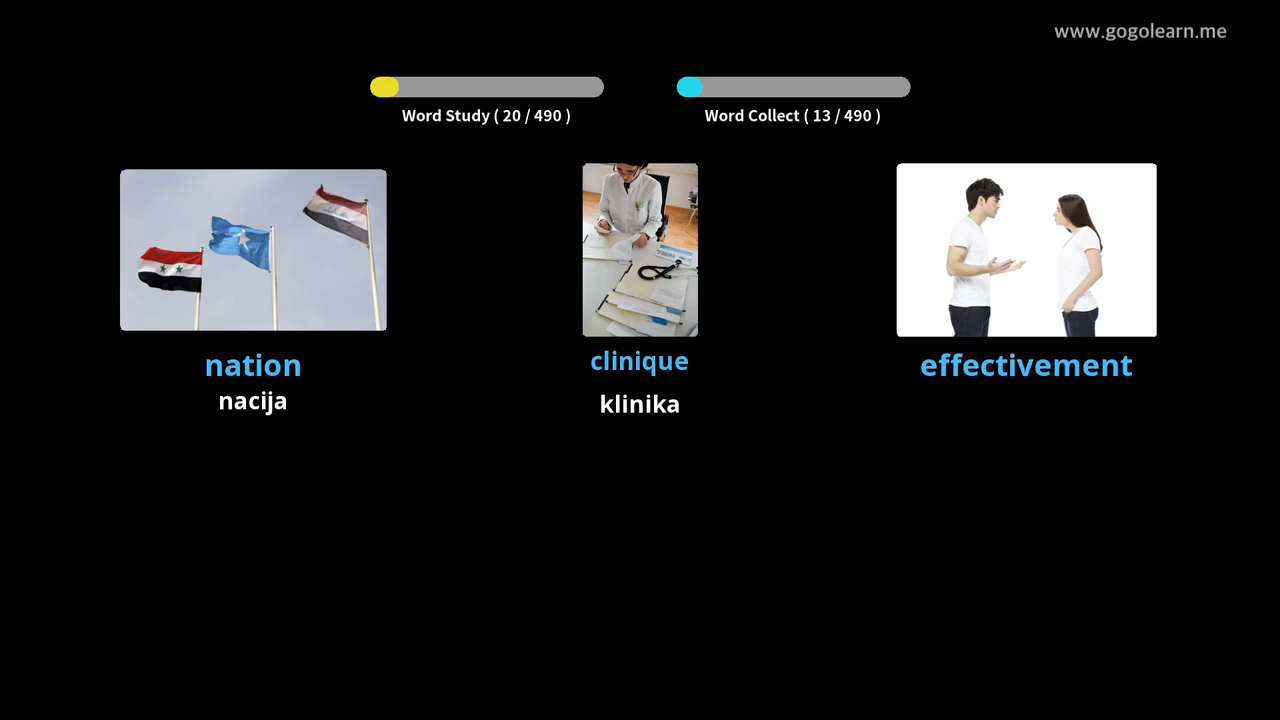 www.gogolearn.me
Word Study ( 20 / 490 )
Word Collect ( 13 / 490 )
nation
nacija
clinique
klinika
effectivement